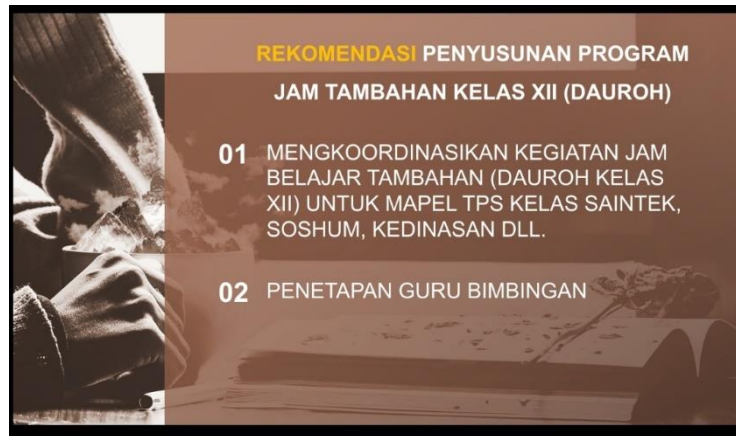 REKOMENDASI PENYUSUNAN PROGRAM
JAM TAMBAHAN KELAS XII (DAUROH)
01 MENGKOORDINASIKAN KEGIATAN JAM
BELAJAR TAMBAHAN (DAUROH KELAS
XII) UNTUK MAPEL TPS KELAS SAINTEK,
SOSHUM, KEDINASAN DLL.
02 PENETAPAN GURU BIMBINGAN